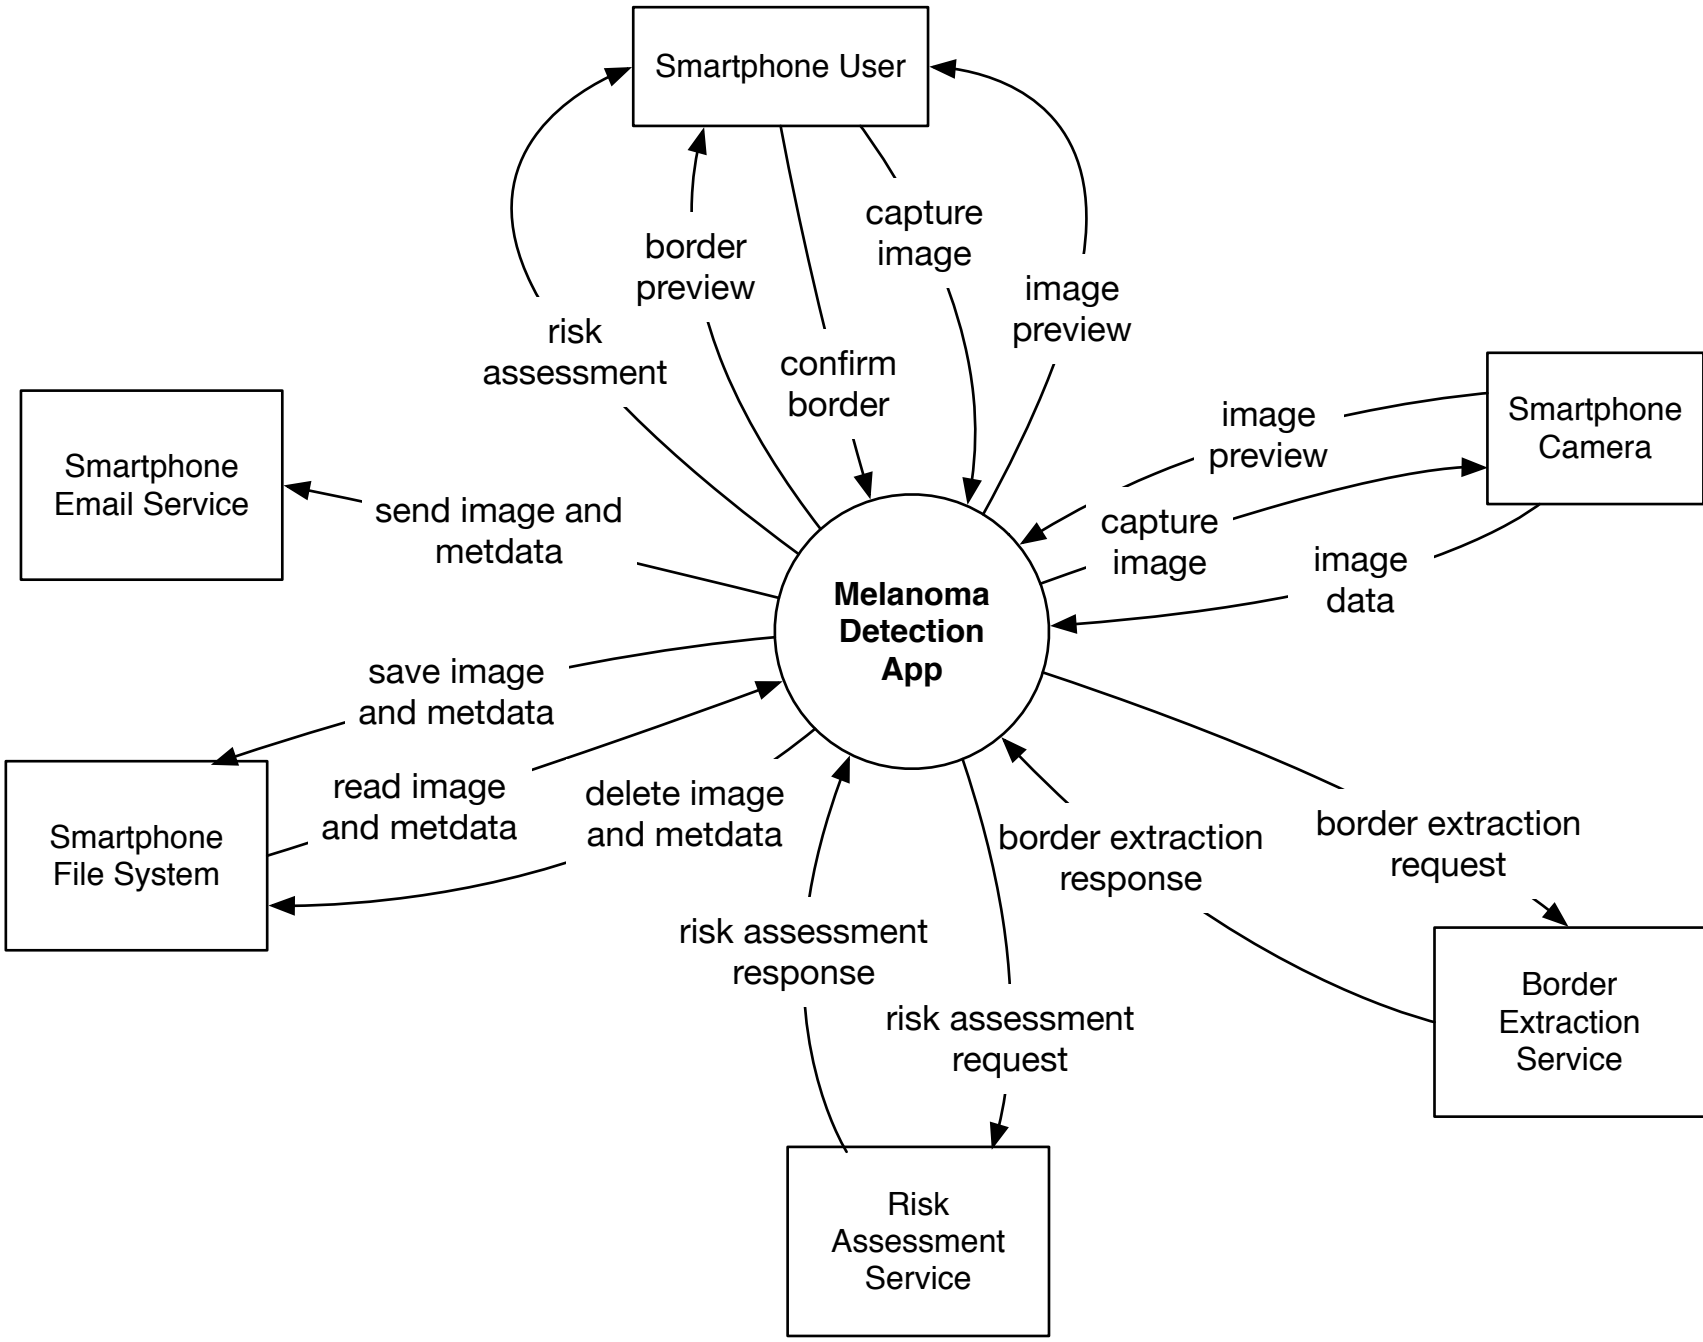 Smartphone User
capture
image
border
preview
image
preview
risk
assessment
confirm
border
image
preview
Smartphone
Camera
Smartphone
Email Service
send image and
metdata
capture
image
image
data
Melanoma
Detection
App
save image
and metdata
read image
and metdata
delete image
and metdata
Smartphone
File System
border extraction
response
border extraction
request
risk assessment
response
risk assessment
request
Border
Extraction
Service
Risk
Assessment
Service